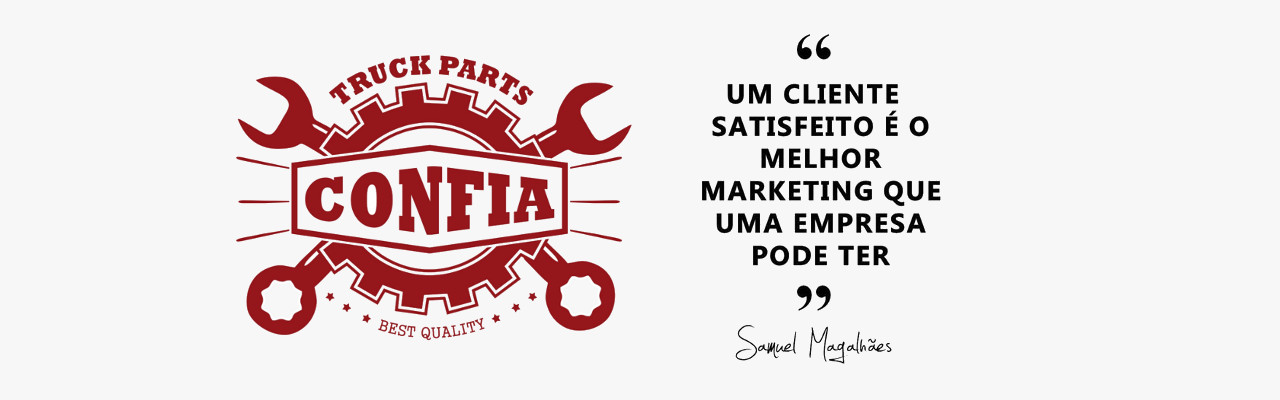 TRUCK PARTS
CONFIA
BEST QUALITY
“
UM CLIENTE
SATISFEITO É O
MELHOR
MARKETING QUE
UMA EMPRESA
PODE TER
”
Samuel Magalhães